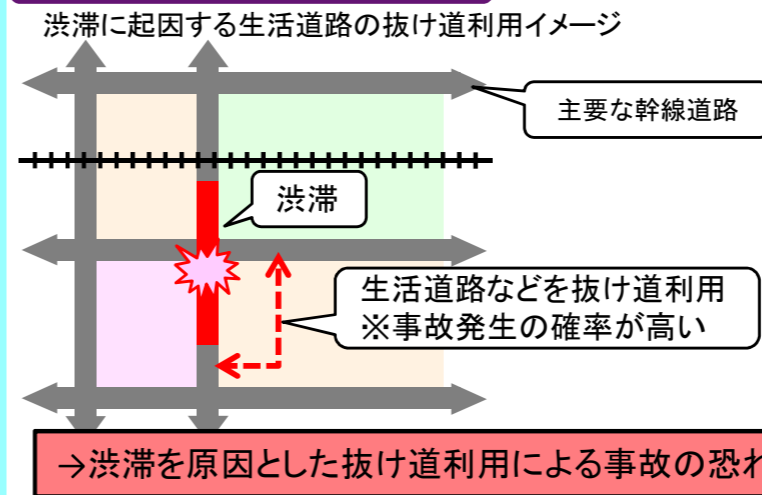 渋滞に起因する生活道路の抜け道利用イメージ
主要な幹線道路
渋滞
生活道路などを抜け道利用
※事故発生の確率が高い
→渋滞を原因とした抜け道利用による事故の恐れ